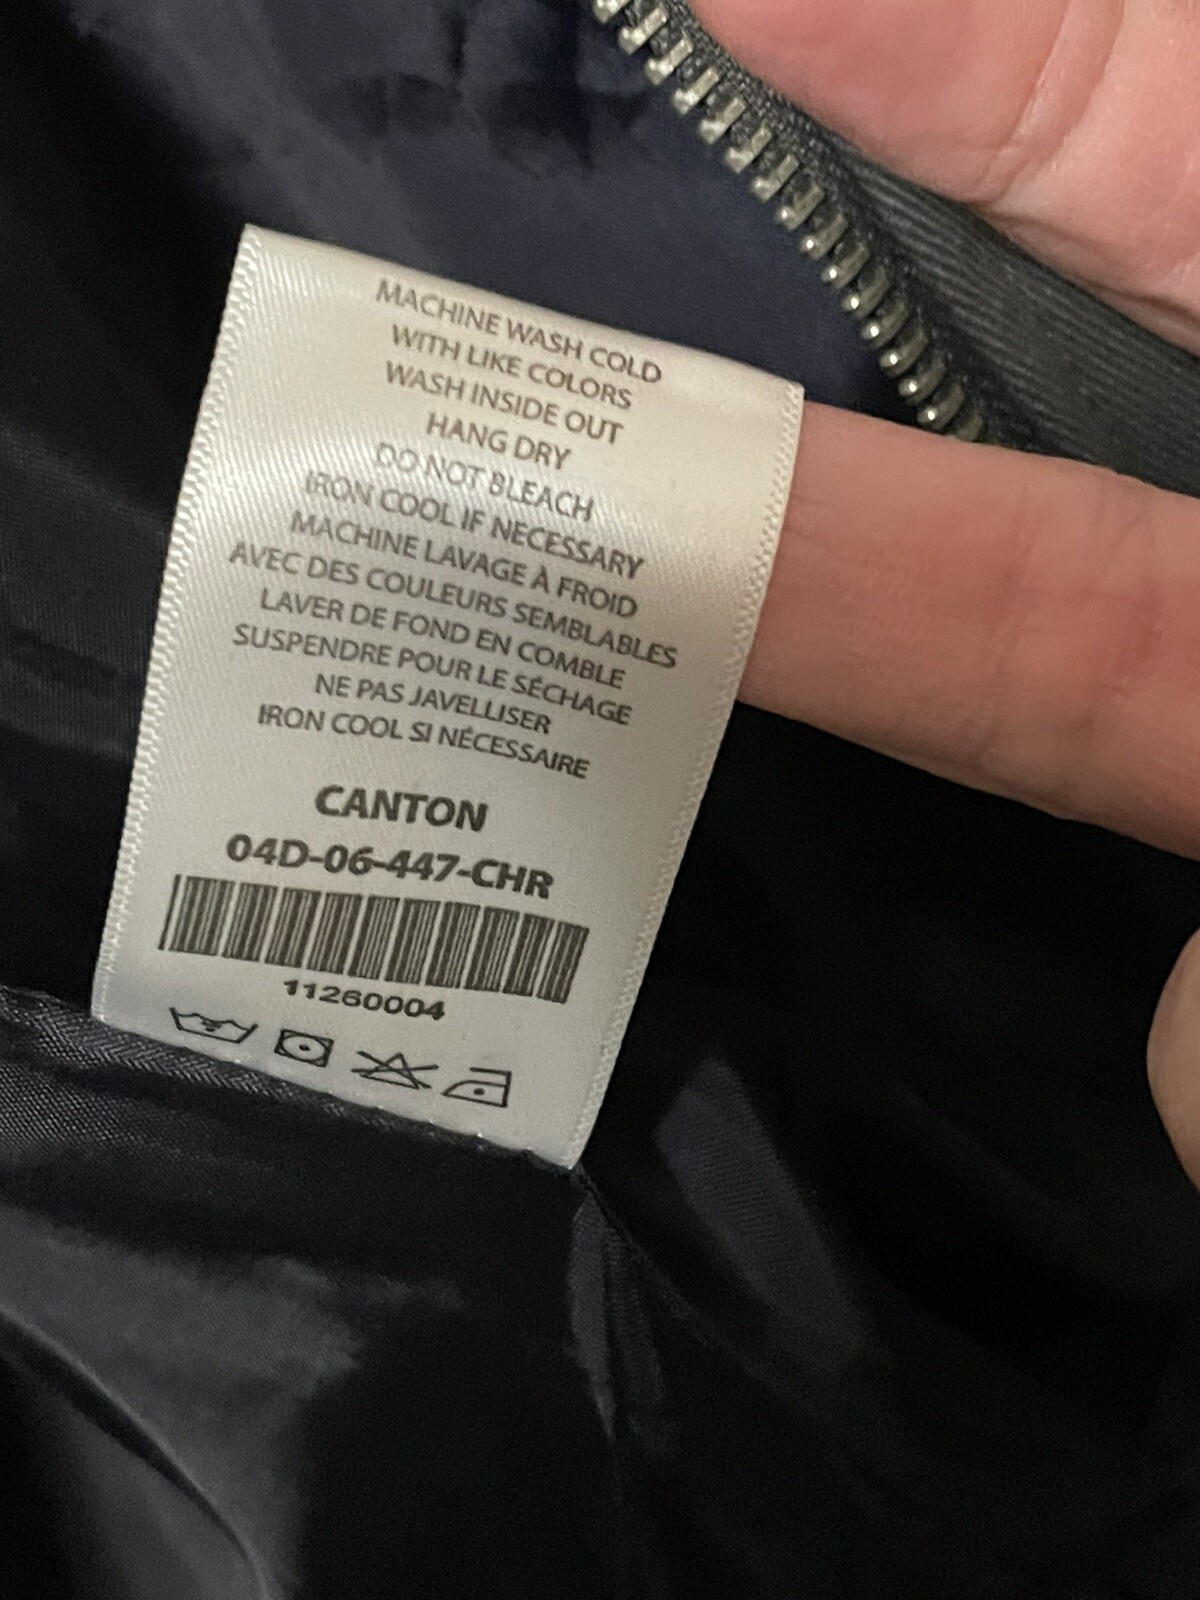 MACHINE WASH COLD
WITH LIKE COLORS
WASH INSIDE OUT
HANG DRY
DO NOT BLEACH
IRON COOL IF NECESSARY
MACHINE LAVAGE À FROID
AVEC DES COULEURS SEMBLABLES
LAVER DE FOND EN COMBLE
SUSPENDRE POUR LE SÉCHAGE
NE PAS JAVELLISER
IRON COOL SI NÉCESSAIRE
CANTON
04D-06-447-CHR
11260004